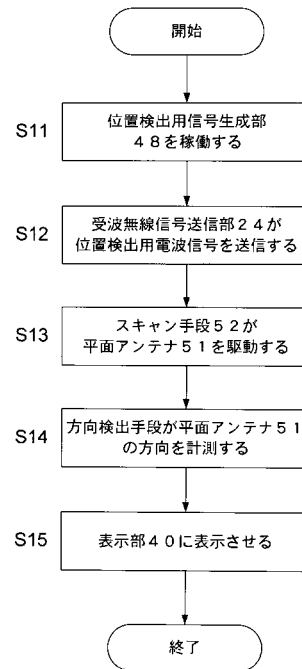 開始
S11
位置検出用信号生成部
４８を稼働する
S12
受波無線信号送信部２４が
位置検出用電波信号を送信する
S13
スキャン手段５２が
平面アンテナ５１を駆動する
S14
方向検出手段が平面アンテナ５１
の方向を計測する
S15
表示部４０に表示させる
終了